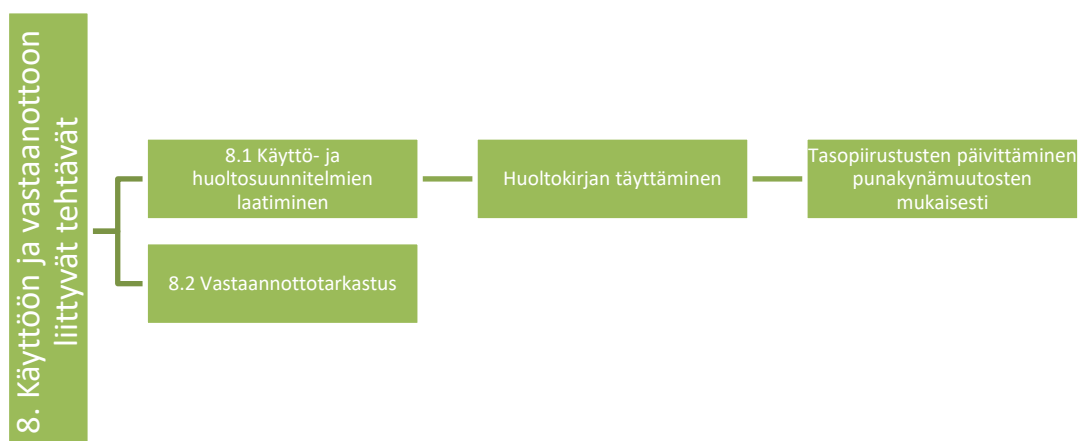 8. Käyttöön ja vastaanottoon
liittyvät tehtävät
8.1 Käyttö- ja
huoltosuunnitelmien
laatiminen
Huoltokirjan täyttäminen
Tasopiirustusten päivittäminen
punakynämuutosten
mukaisesti
8.2 Vastaannottotarkastus